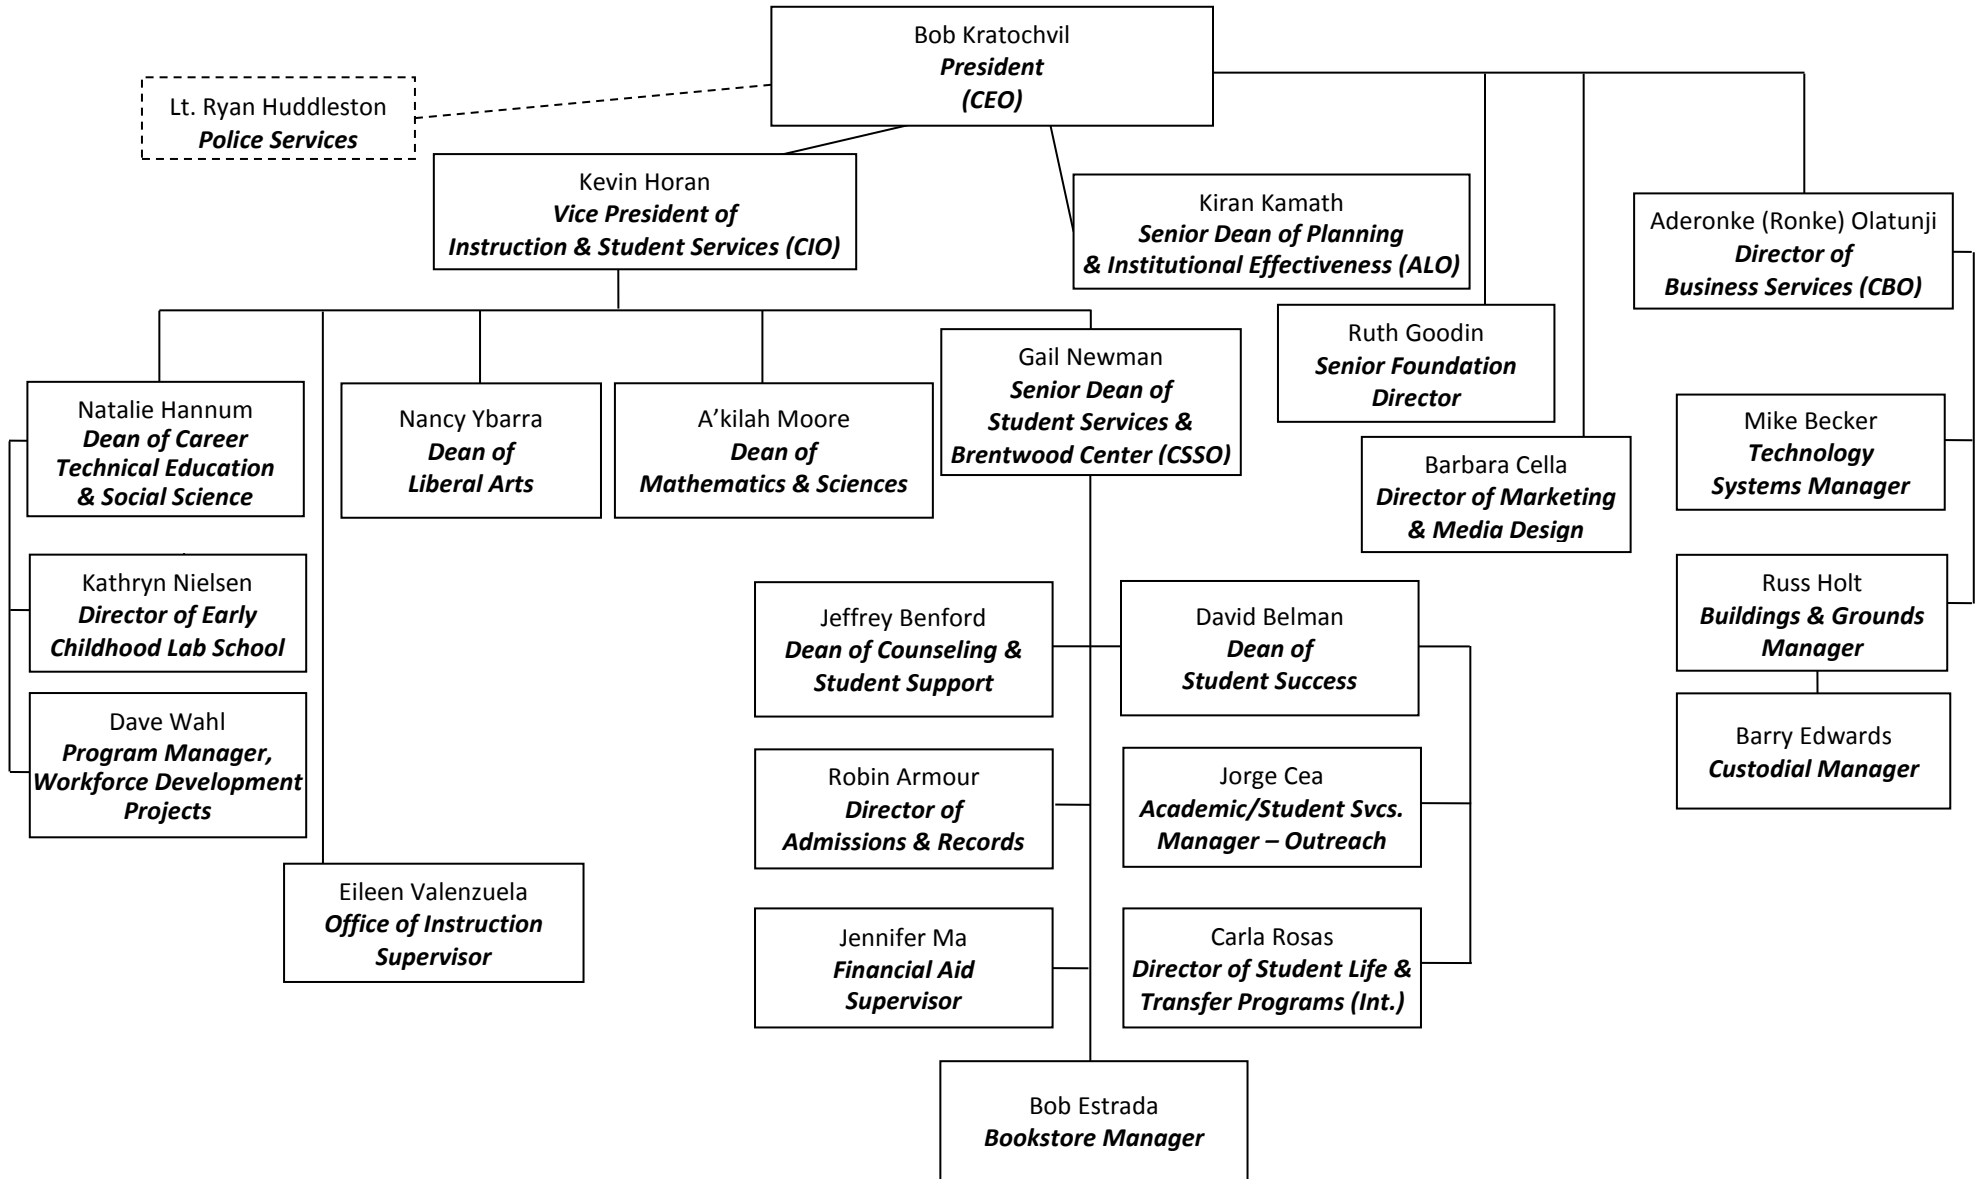 Bob Kratochvil
President
(CEO)
Lt. Ryan Huddleston
Police Services
Kevin Horan
Vice President of
Instruction & Student Services (CIO)
Kiran Kamath
Senior Dean of Planning
& Institutional Effectiveness (ALO)
Aderonke (Ronke) Olatunji
Director of
Business Services (CBO)
Ruth Goodin
Senior Foundation
Director
Gail Newman
Senior Dean of
Student Services &
Brentwood Center (CSSO)
Natalie Hannum
Dean of Career
Technical Education
& Social Science
Nancy Ybarra
Dean of
Liberal Arts
A’kilah Moore
Dean of
Mathematics & Sciences
Barbara Cella
Director of Marketing
& Media Design
Mike Becker
Technology
Systems Manager
Kathryn Nielsen
Director of Early
Childhood Lab School
Jeffrey Benford
Dean of Counseling &
Student Support
David Belman
Dean of
Student Success
Russ Holt
Buildings & Grounds
Manager
Dave Wahl
Program Manager,
Workforce Development
Projects
Robin Armour
Director of
Admissions & Records
Jorge Cea
Academic/Student Svcs.
Manager – Outreach
Barry Edwards
Custodial Manager
Eileen Valenzuela
Office of Instruction
Supervisor
Jennifer Ma
Financial Aid
Supervisor
Carla Rosas
Director of Student Life &
Transfer Programs (Int.)
Bob Estrada
Bookstore Manager